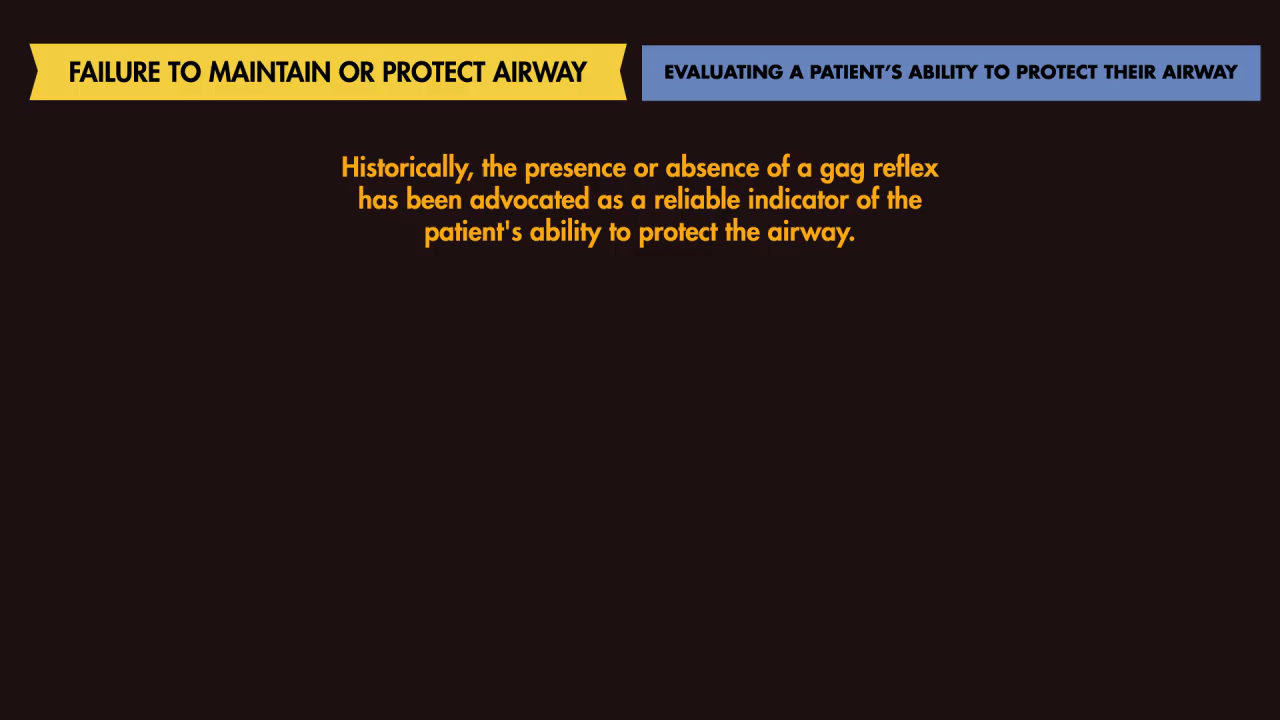 FAILURE TO MAINTAIN OR PROTECT AIRWAY
EVALUATING A PATIENT’S ABILITY TO PROTECT THEIR AIRWAY
Historically, the presence or absence of a gag reflex
has been advocated as a reliable indicator of the
patient's ability to protect the airway.